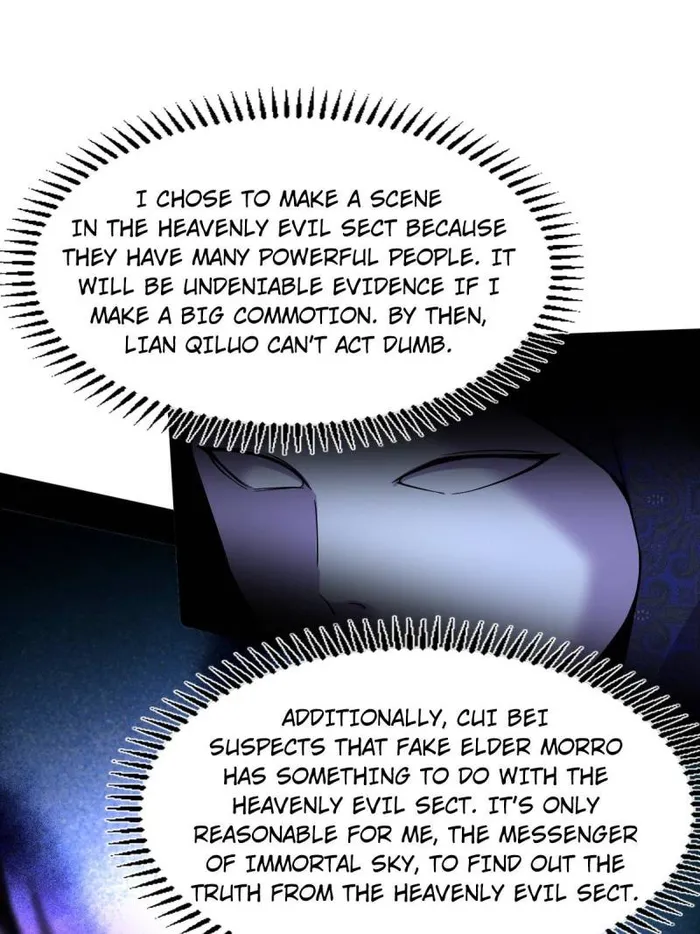 I CHOSE TO MAKE A SCENE
IN THE HEAVENLY EVIL SECT BECAUSE
THEY HAVE MANY POWERFUL PEOPLE. IT
WILL BE UNDENIABLE EVIDENCE IF I
MAKE A BIG COMMOTION. BY THEN,
LIAN QILUO CAN'T ACT DUMB.
ADDITIONALLY, CUI BEI
SUSPECTS THAT FAKE ELDER MORRO
HAS SOMETHING TO DO WITH THE
HEAVENLY EVIL SECT. IT'S ONLY
REASONABLE FOR ME, THE MESSENGER
OF IMMORTAL SKY, TO FIND OUT THE
TRUTH FROM THE HEAVENLY EVIL SECT.